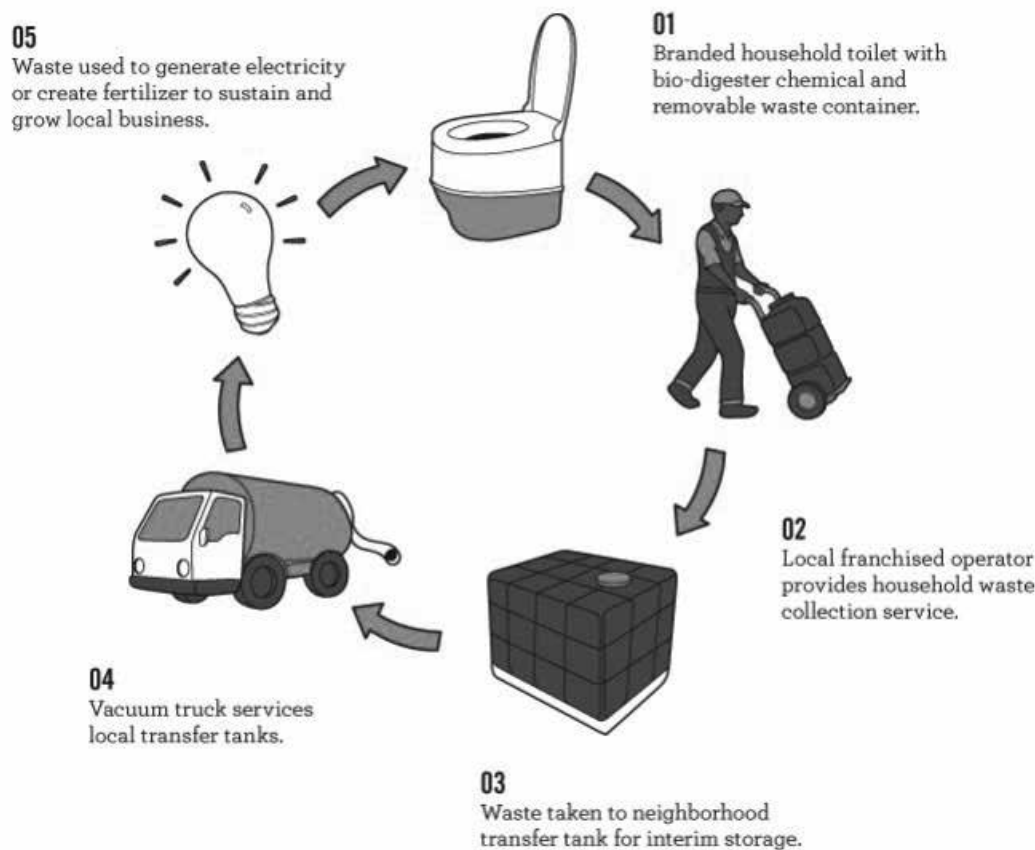 01
Branded household toilet with
bio-digester chemical and
removable waste container.
02
Local franchised operator
provides household waste
collection service.
03
Waste taken to neighborhood
transfer tank for interim storage.
04
Vacuum truck services
local transfer tanks.
05
Waste used to generate electricity
or create fertilizer to sustain and
grow local business.